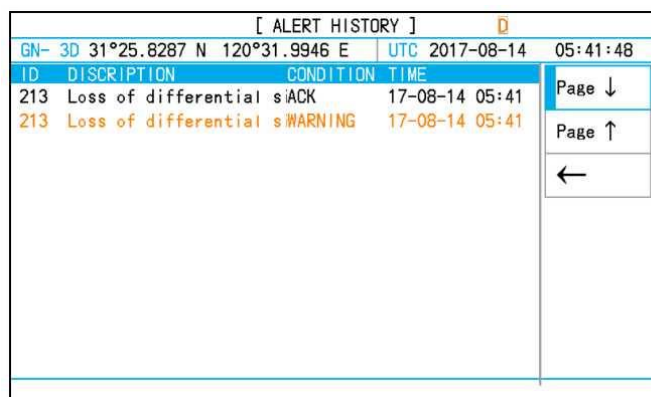 [ ALERT HISTORY ] D
GN- 3D 31°25.8287 N 120°31.9946 E UTC 2017-08-14 05:41:48
ID DISCRIPTION CONDITION TIME
213 Loss of differential si ACK 17-08-14 05:41
213 Loss of differential si WARNING 17-08-14 05:41
Page ↓
Page ↑
←